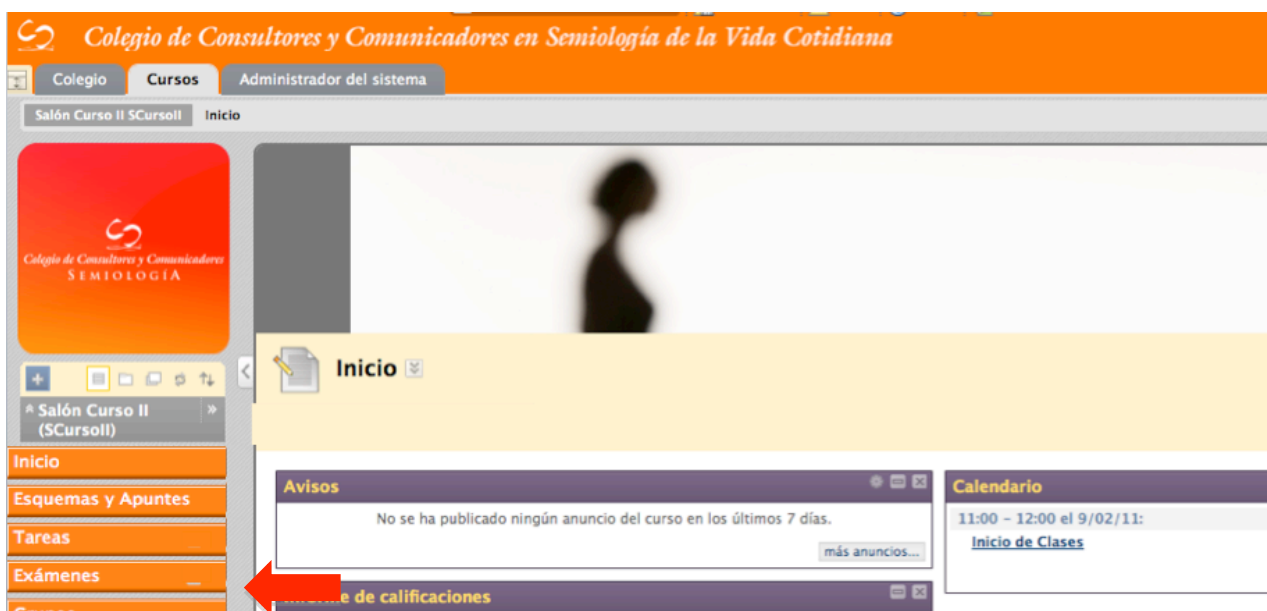 Colegio de Consultores y Comunicadores en Semiología de la Vida Cotidiana
Colegio
Cursos
Administrador del sistema
Salón Curso II SCursoII
Inicio
Colegio de Consultores y Comunicadores
SEMIOLOGÍA
Salón Curso II
(SCursoII)
Inicio
Esquemas y Apuntes
Tareas
Exámenes
Grupos
Inicio
Avisos
No se ha publicado ningún anuncio del curso en los últimos 7 días.
más anuncios...
de calificaciones
Calendario
11:00 - 12:00 el 9/02/11:
Inicio de Clases